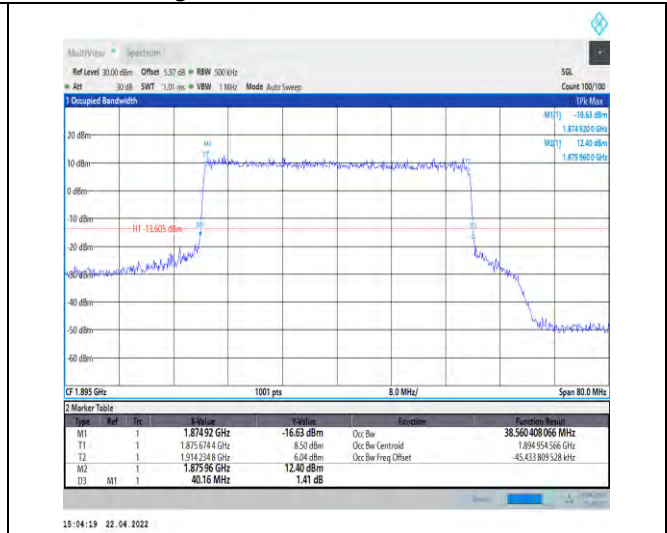 MultiView Spectrum
Ref Level 30.00 dBm Offset 5.97 dB RBW 500 kHz SGL
Att 30 dB SWT 1.01 ms VBW 1 MHz Mode Auto Sweep Count 100/100
1 Occupied Bandwidth 1Pk Max
M1[1] -16.63 dBm
1.874 920 0 GHz
M2[1] 12.40 dBm
1.875 960 0 GHz
M2
20 dBm
T1
T2
10 dBm
0 dBm
-10 dBm
H1 -13.605 dBm
M1
D3
-20 dBm
-30 dBm
-40 dBm
-50 dBm
-60 dBm
CF 1.895 GHz 1001 pts 8.0 MHz/ Span 80.0 MHz
2 Marker Table
Type Ref Trc X-Value Y-Value Function Function Result
M1 1 1.874 92 GHz -16.63 dBm Occ Bw 38.560 408 066 MHz
T1 1 1.875 674 4 GHz 8.50 dBm Occ Bw Centroid 1.894 954 566 GHz
T2 1 1.914 234 8 GHz 6.04 dBm Occ Bw Freq Offset -45.433 809 528 kHz
M2 1 1.875 96 GHz 12.40 dBm
D3 M1 1 40.16 MHz 1.41 dB
15:04:19 22.04.2022